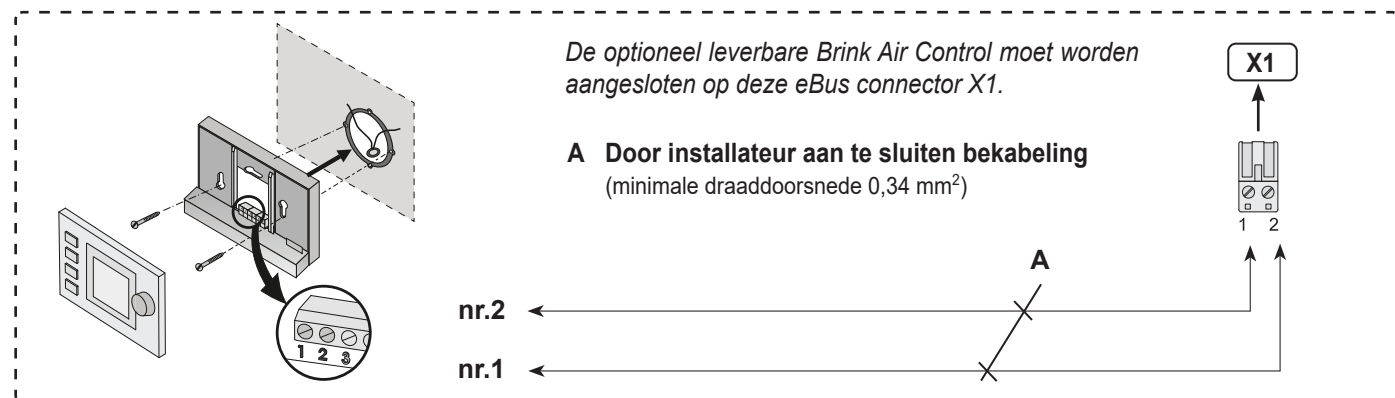 De optioneel leverbare Brink Air Control moet worden
aangesloten op deze eBus connector X1.
X1
A Door installateur aan te sluiten bekabeling
(minimale draaddoorsnede 0,34 mm²)
1 2
A
nr.2
1 2 3
nr.1